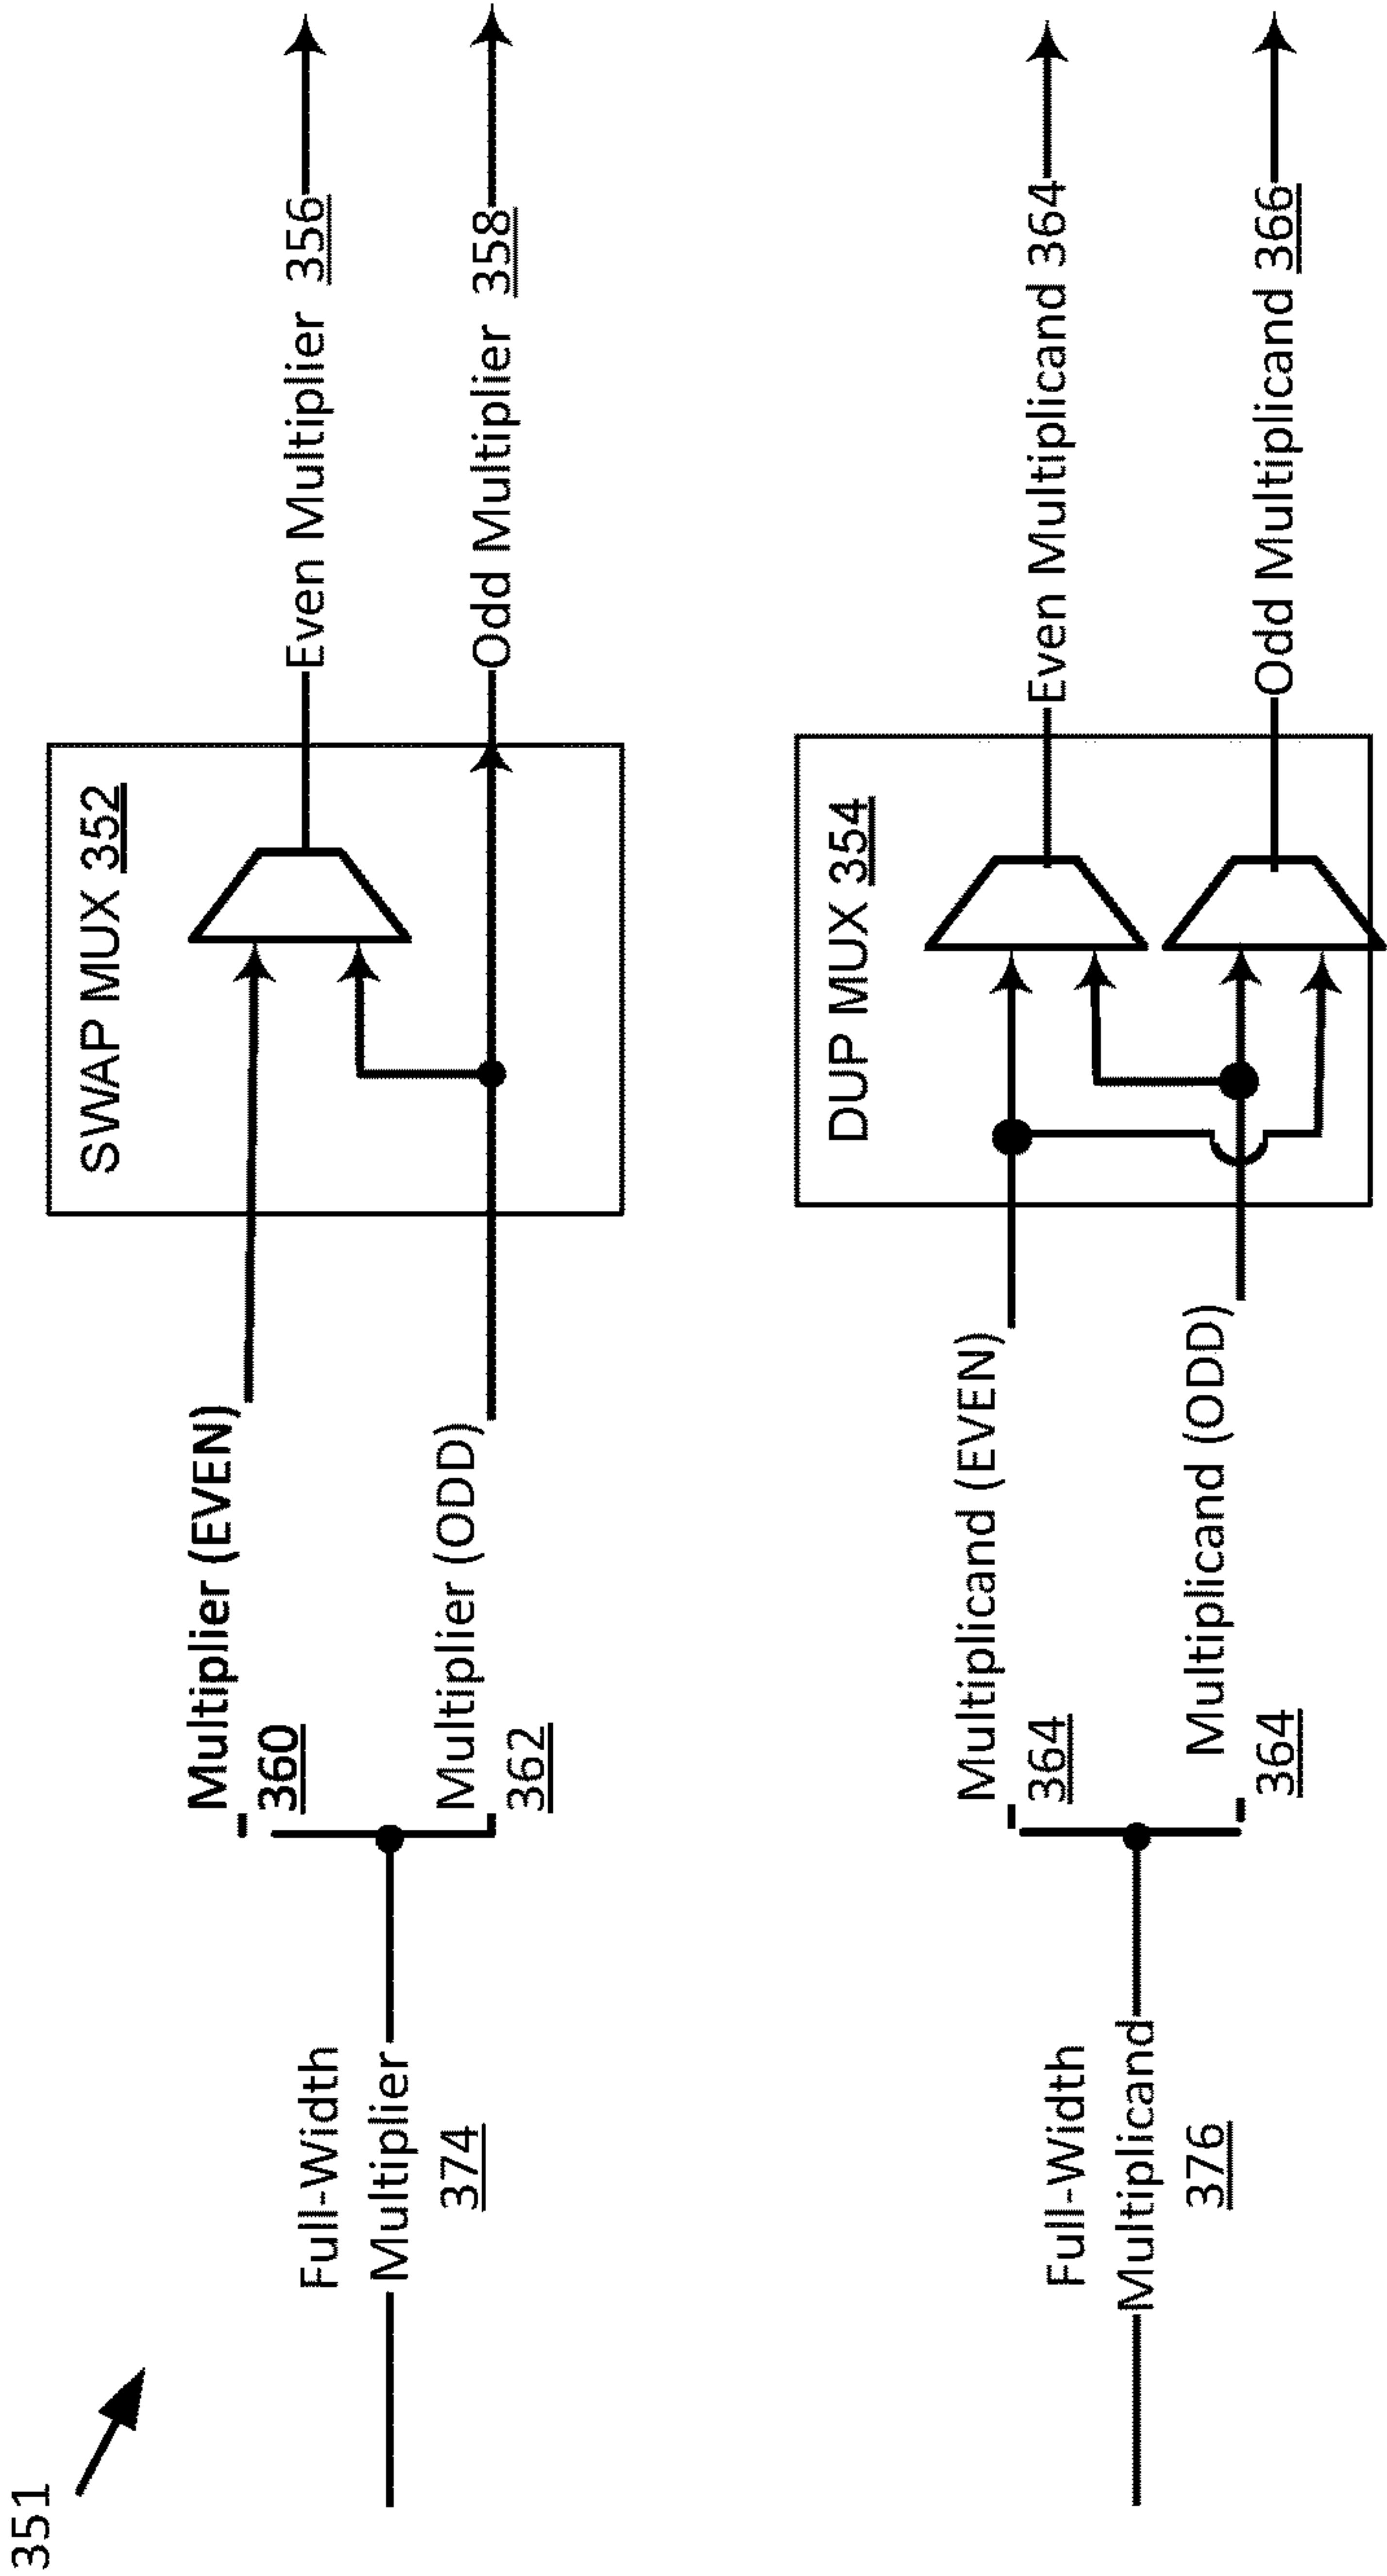 351
Full-Width
Multiplier
374
Multiplier (EVEN)
360
Multiplier (ODD)
362
SWAP MUX 352
Even Multiplier 356
Odd Multiplier 358
Full-Width
Multiplicand
376
Multiplicand (EVEN)
364
Multiplicand (ODD)
364
DUP MUX 354
Even Multiplicand 364
Odd Multiplicand 366